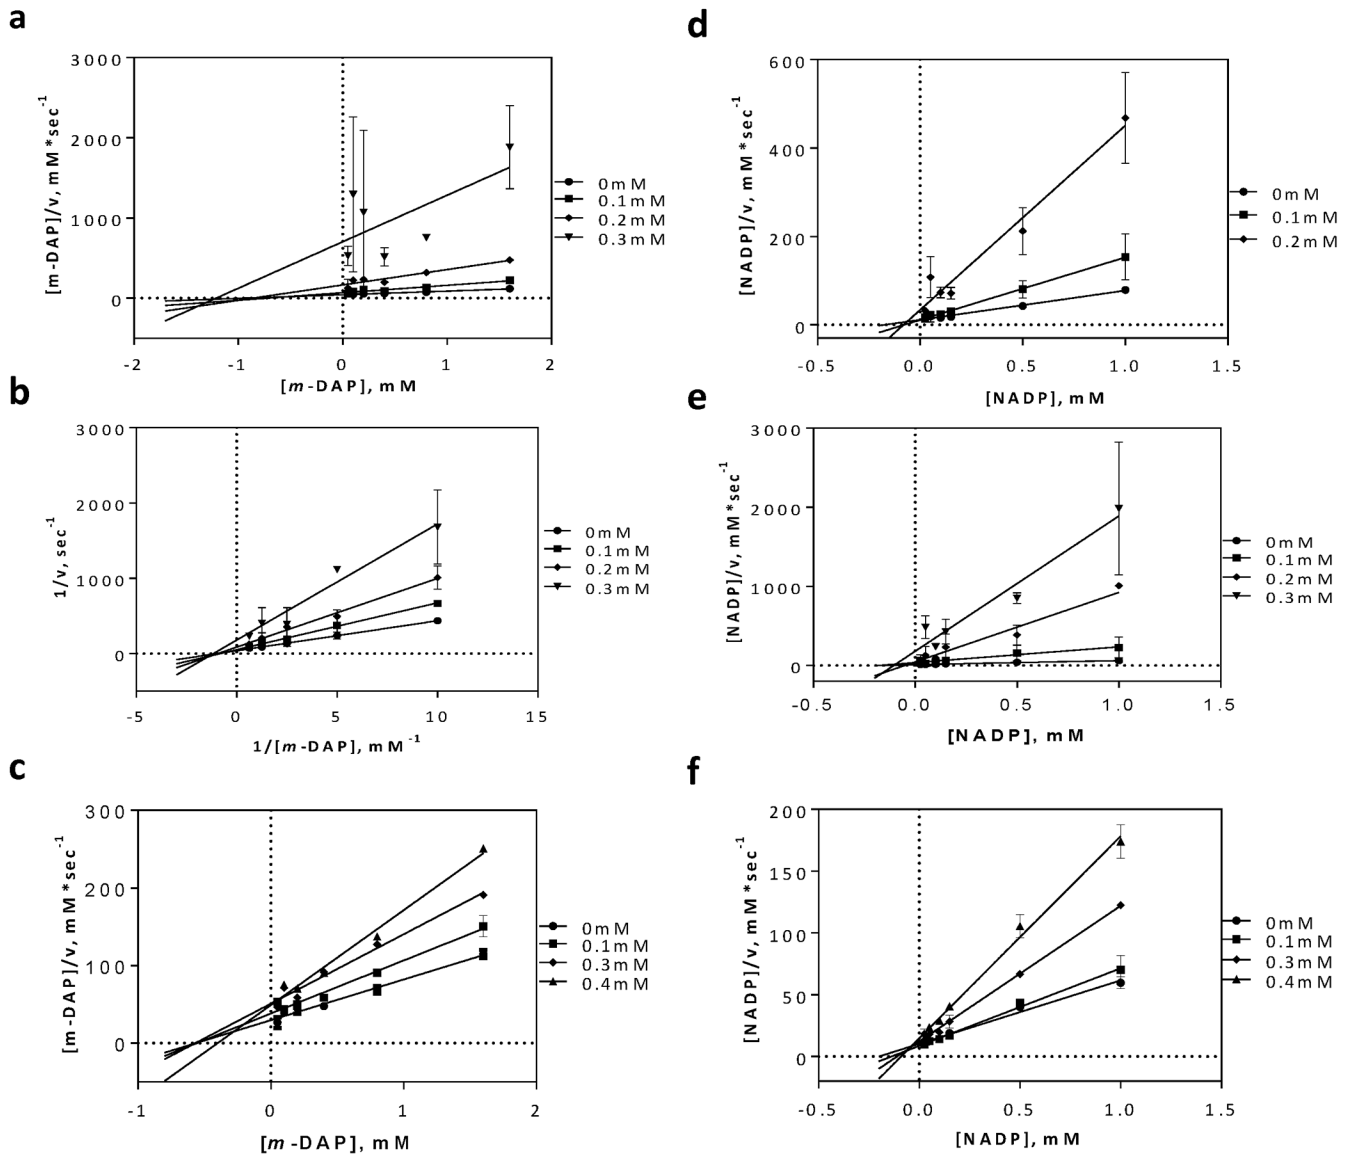 a
[m-DAP]/v, mM*sec-1
3000
2000
1000
0
-2
-1
0
1
2
[m-DAP], mM
0mM
0.1mM
0.2mM
0.3mM
b
1/v, sec-1
3000
2000
1000
0
-5
0
5
10
15
1/[m-DAP], mM-1
0mM
0.1mM
0.2mM
0.3mM
c
[m-DAP]/v, mM*sec-1
300
200
100
0
-1
0
1
2
[m-DAP], mM
0mM
0.1mM
0.3mM
0.4mM
d
[NADP]/v, mM*sec-1
600
400
200
0
-0.5
0.0
0.5
1.0
1.5
[NADP], mM
0mM
0.1mM
0.2mM
e
[NADP]/v, mM*sec-1
3000
2000
1000
0
-0.5
0.0
0.5
1.0
1.5
[NADP], mM
0mM
0.1mM
0.2mM
0.3mM
f
[NADP]/v, mM*sec-1
200
150
100
50
0
-0.5
0.0
0.5
1.0
1.5
[NADP], mM
0mM
0.1mM
0.3mM
0.4mM